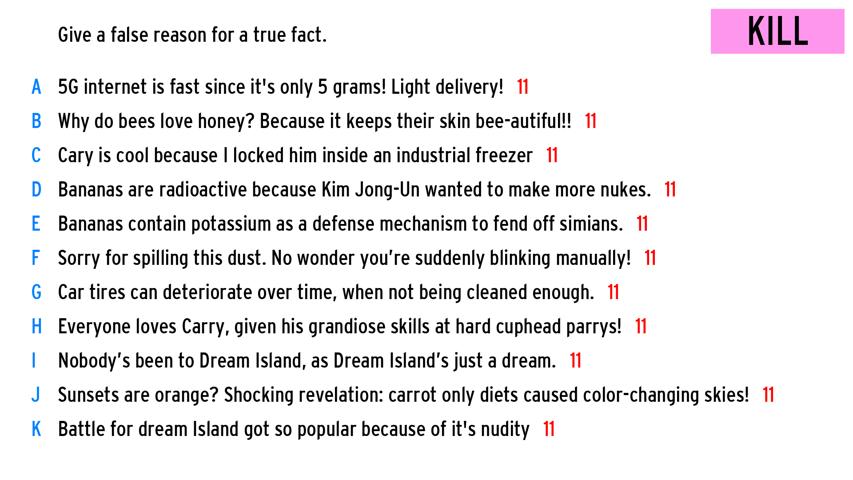 Give a false reason for a true fact.
KILL
A 5G internet is fast since it's only 5 grams! Light delivery! 11
B Why do bees love honey? Because it keeps their skin bee-autiful!! 11
C Cary is cool because I locked him inside an industrial freezer 11
D Bananas are radioactive because Kim Jong-Un wanted to make more nukes. 11
E Bananas contain potassium as a defense mechanism to fend off simians. 11
F Sorry for spilling this dust. No wonder you’re suddenly blinking manually! 11
G Car tires can deteriorate over time, when not being cleaned enough. 11
H Everyone loves Carry, given his grandiose skills at hard cuphead parrys! 11
I Nobody’s been to Dream Island, as Dream Island’s just a dream. 11
J Sunsets are orange? Shocking revelation: carrot only diets caused color-changing skies! 11
K Battle for dream Island got so popular because of it's nudity 11